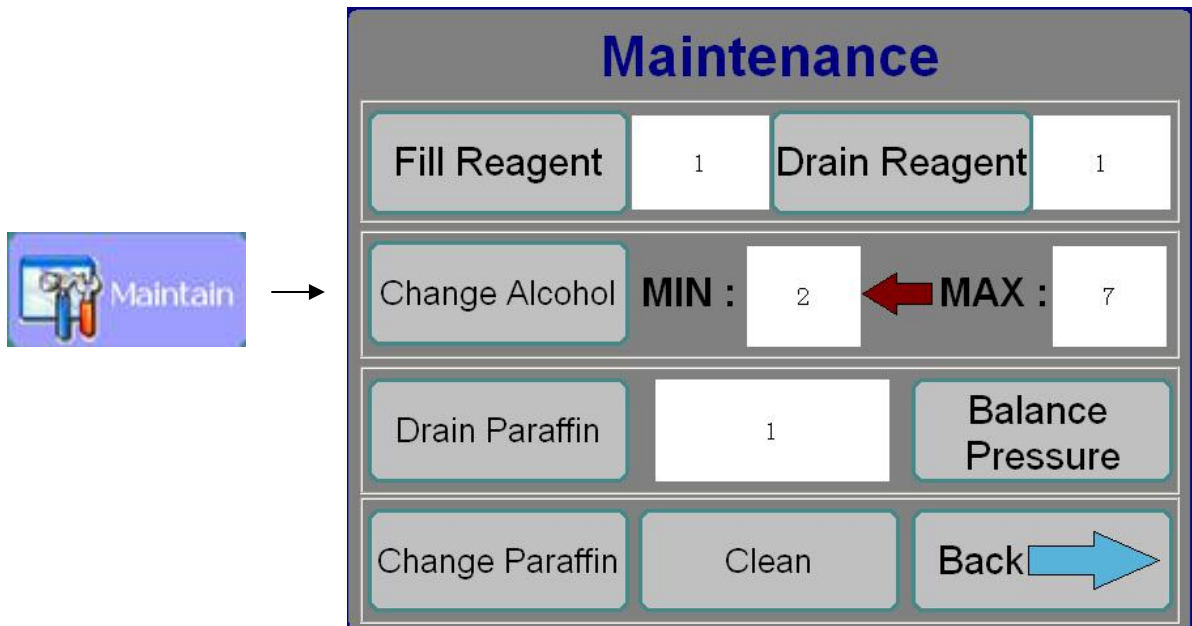 Maintain
Maintenance
Fill Reagent 1 Drain Reagent 1
Change Alcohol MIN : 2 MAX : 7
Drain Paraffin 1 Balance
Pressure
Change Paraffin Clean Back